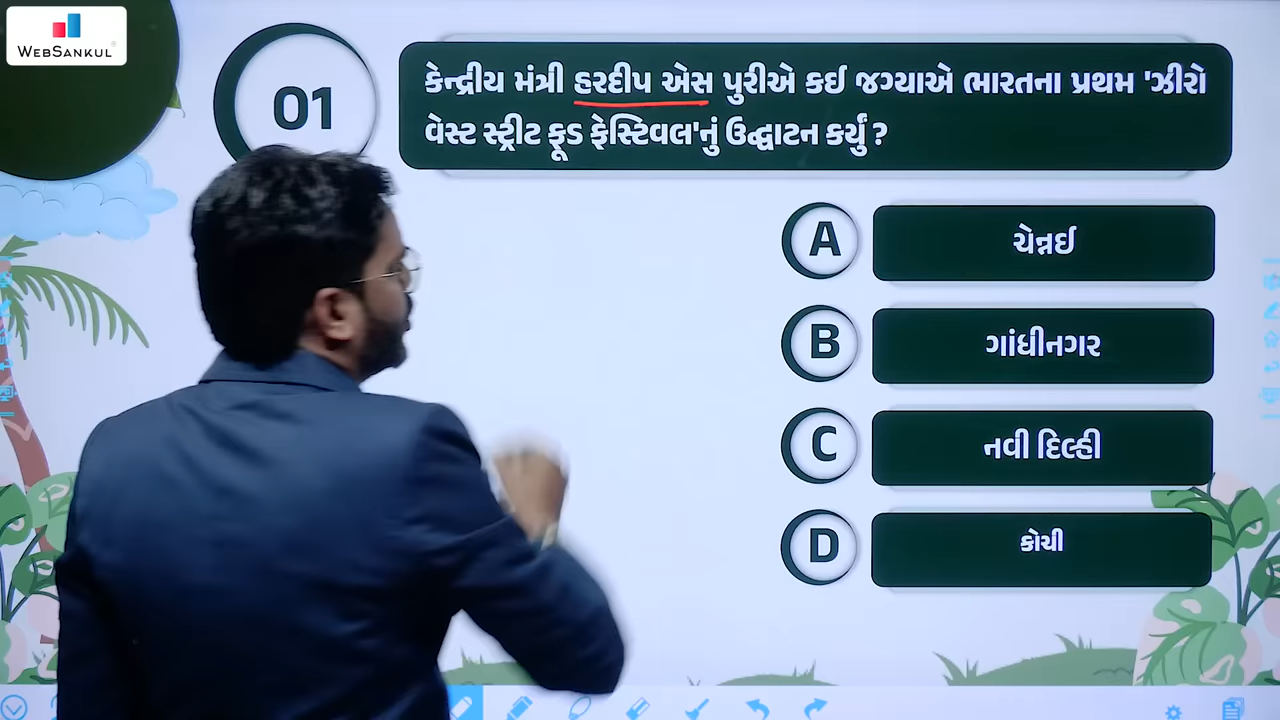 WEBSANKUL
01
કેન્દ્રીય મંત્રી હરદીપ એસ પુરીએ કઈ જગ્યાએ ભારતના પ્રથમ 'ઝીરો
વેસ્ટ સ્ટ્રીટ ફૂડ ફેસ્ટિવલ'નું ઉદ્ઘાટન કર્યું ?
A ચેન્નઈ
B ગાંધીનગર
C નવી દિલ્હી
D કોચી